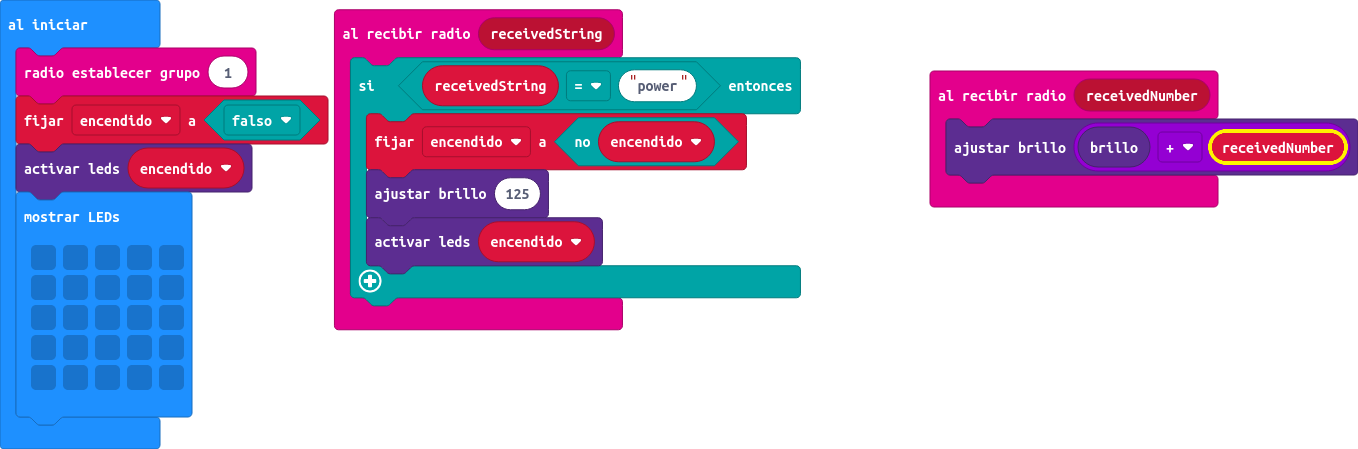 al iniciar
radio establecer grupo 1
fijar encendido a falso
activar leds encendido
mostrar LEDs
al recibir radio receivedString
si receivedString = "power" entonces
fijar encendido a no encendido
ajustar brillo 125
activar leds encendido
al recibir radio receivedNumber
ajustar brillo brillo + receivedNumber